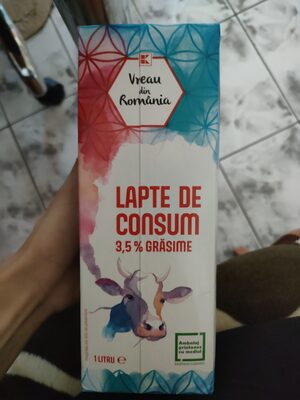 K
Vreau
din
România
LAPTE DE
CONSUM
3,5 % GRĂSIME
1 LITRU e
Ambalaj
prietenos
cu mediul